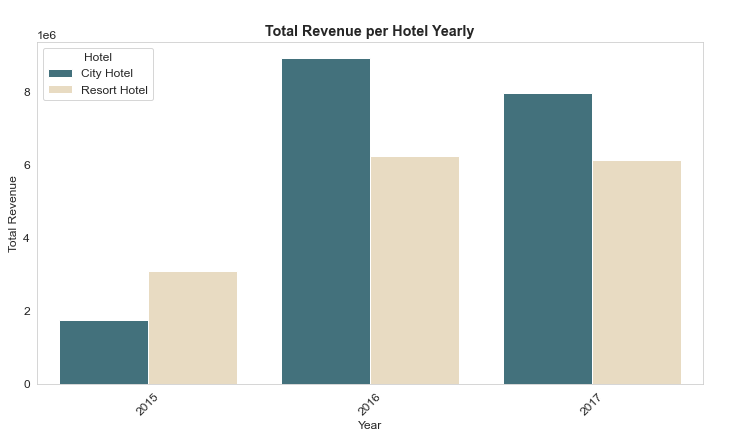 Total Revenue per Hotel Yearly
1e6
Hotel
City Hotel
Resort Hotel
8
6
4
2
0
Total Revenue
2015
2016
2017
Year